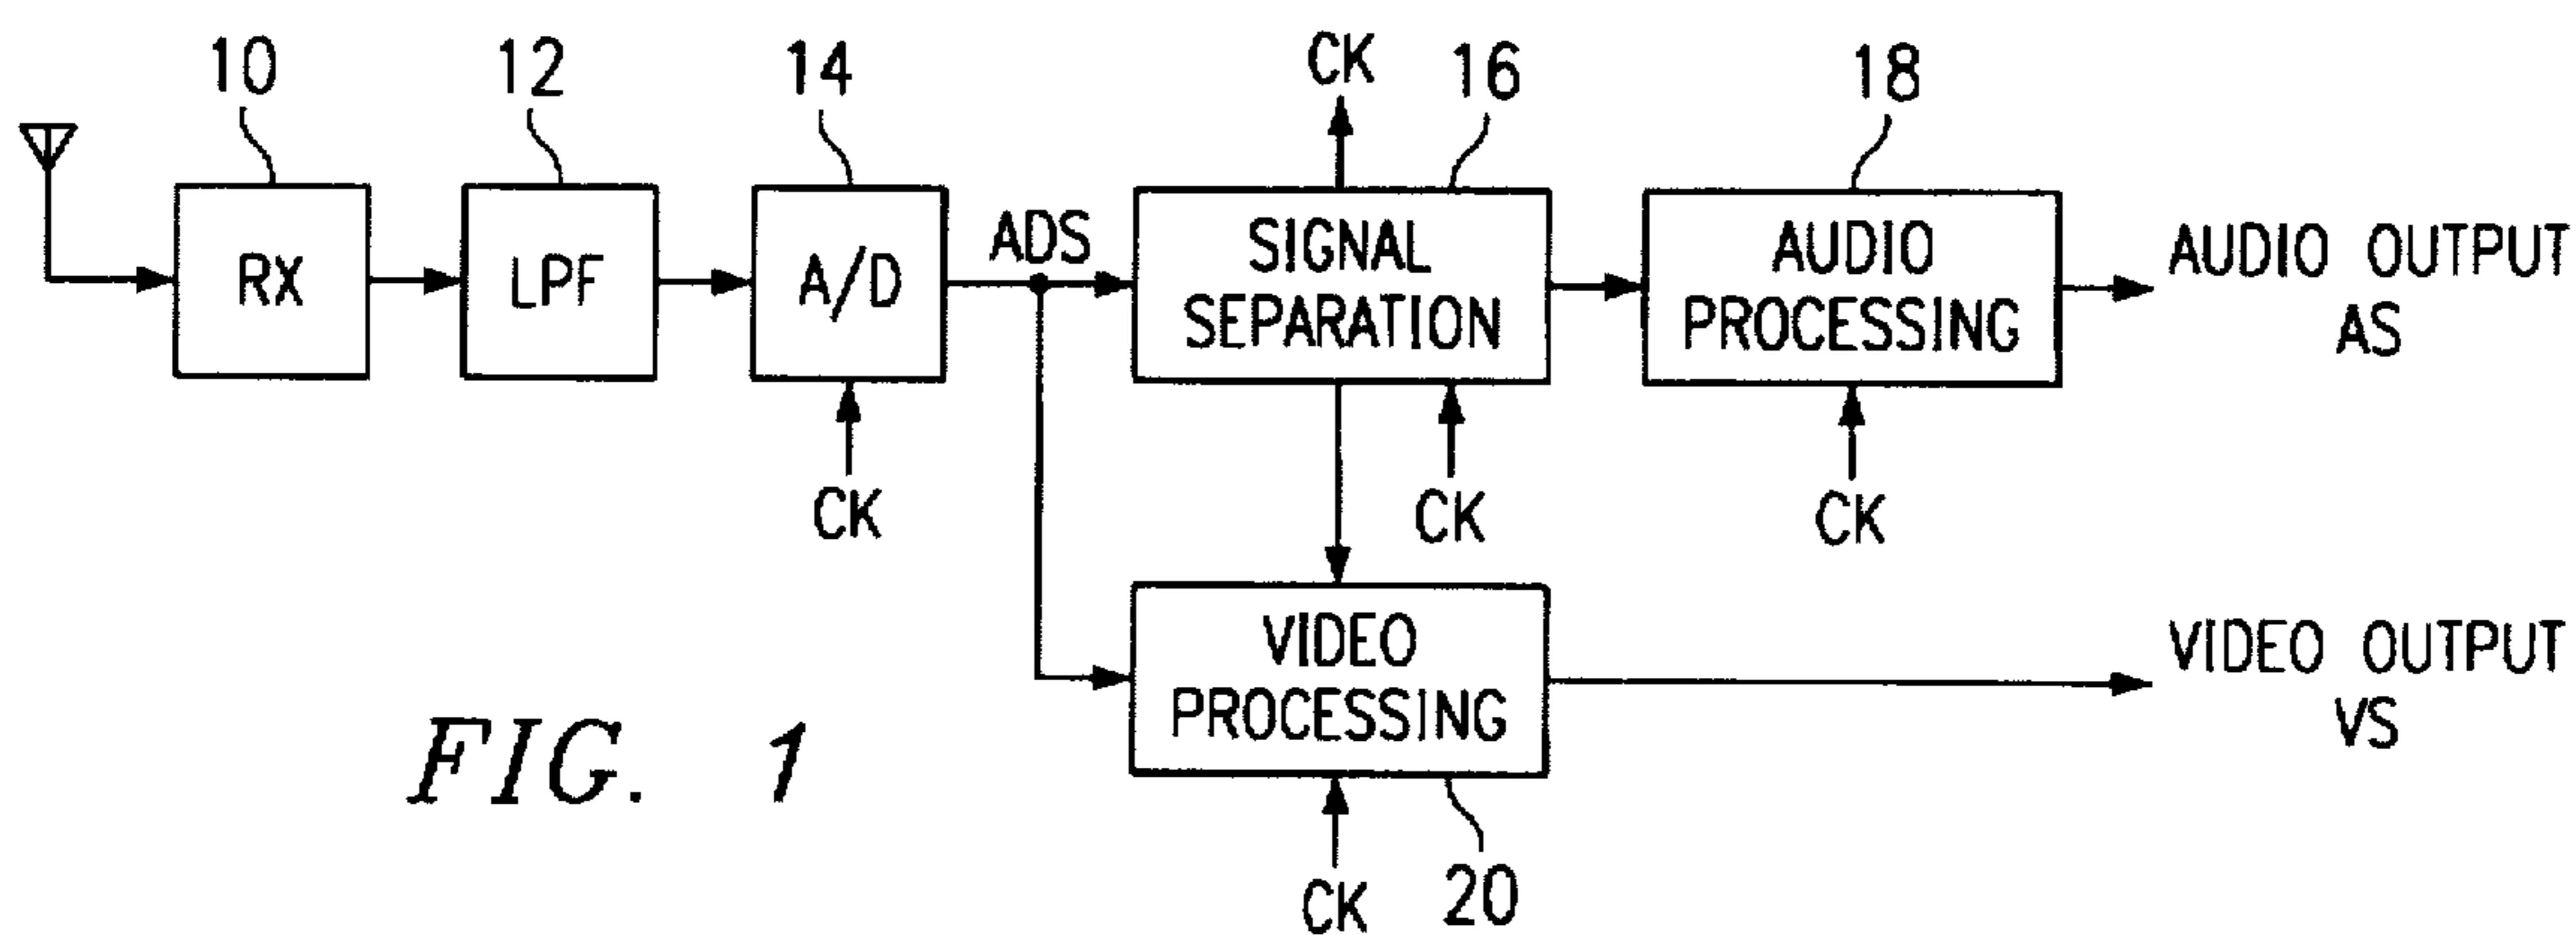 10
12
14
CK
16
18
RX
LPF
A/D
ADS
SIGNAL
SEPARATION
AUDIO
PROCESSING
AUDIO OUTPUT
AS
CK
CK
CK
VIDEO
PROCESSING
VIDEO OUTPUT
VS
CK
20
FIG. 1